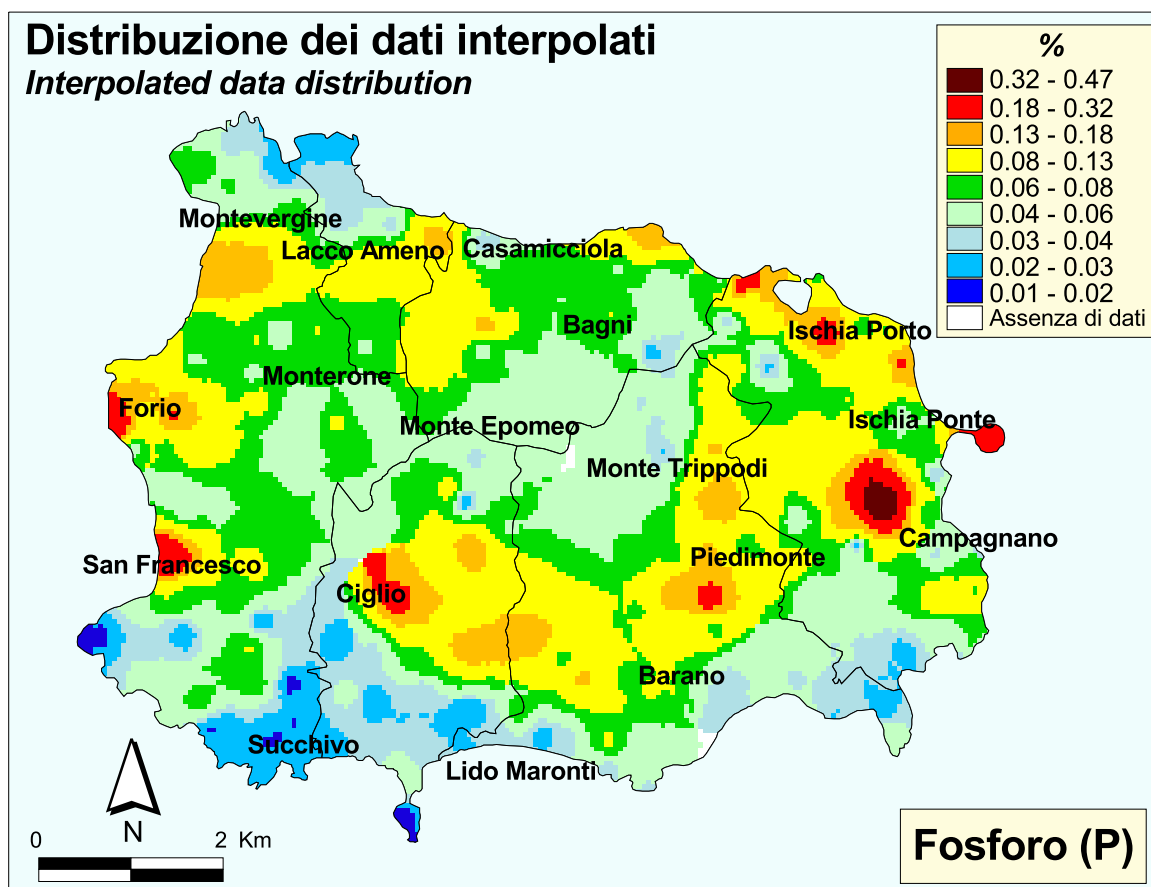 Distribuzione dei dati interpolati
Interpolated data distribution
%
0.32 - 0.47
0.18 - 0.32
0.13 - 0.18
0.08 - 0.13
0.06 - 0.08
0.04 - 0.06
0.03 - 0.04
0.02 - 0.03
0.01 - 0.02
Assenza di dati
Montevergine
Lacco Ameno
Casamicciola
Bagni
Ischia Porto
Monterone
Forio
Monte Epomeo
Ischia Ponte
Monte Trippodi
Campagnano
San Francesco
Piedimonte
Ciglio
Barano
Succhivo
Lido Maronti
N
0 2 Km
Fosforo (P)